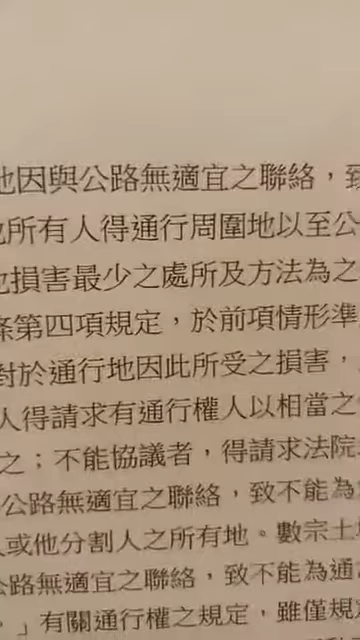 地因與公路無適宜之聯絡，致
所有人得通行周圍地以至公
損害最少之處所及方法為之
條第四項規定，於前項情形準
對於通行地因此所受之損害，
人得請求有通行權人以相當之
之；不能協議者，得請求法院
公路無適宜之聯絡，致不能為
人或他分割人之所有地。數宗土
公路無適宜之聯絡，致不能為通
。」有關通行權之規定，雖僅規